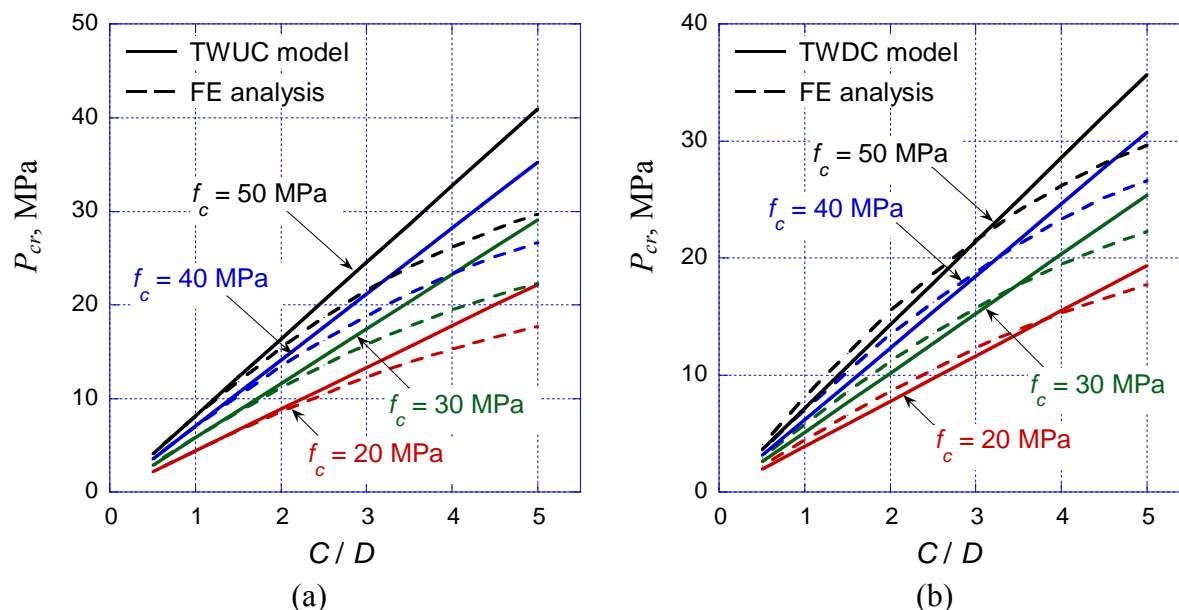 50
40
30
20
10
0
0 1 2 3 4 5
P_cr, MPa
C / D
TWUC model
FE analysis
f_c = 50 MPa
f_c = 40 MPa
f_c = 30 MPa
f_c = 20 MPa
(a)
40
30
20
10
0
0 1 2 3 4 5
P_cr, MPa
C / D
TWDC model
FE analysis
f_c = 50 MPa
f_c = 40 MPa
f_c = 30 MPa
f_c = 20 MPa
(b)